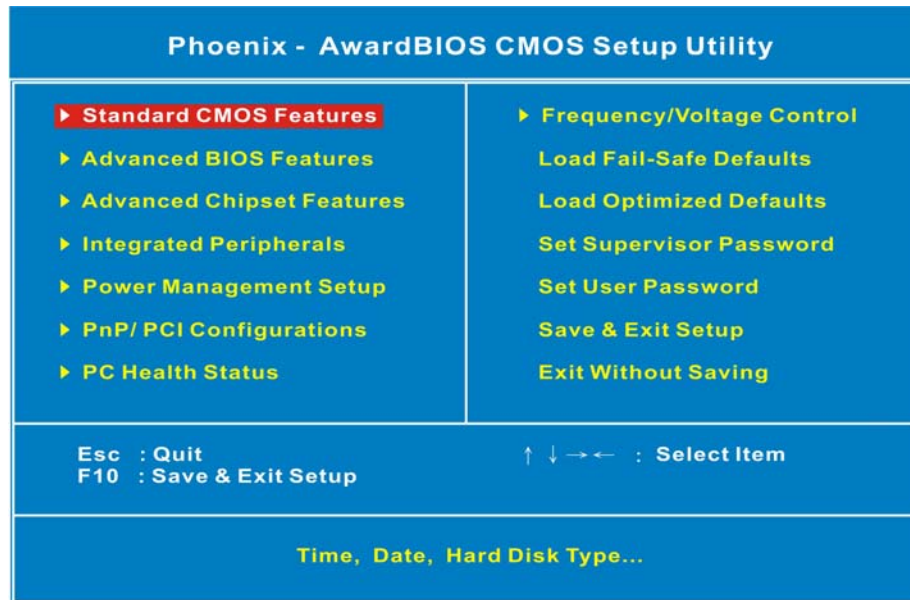 Phoenix - AwardBIOS CMOS Setup Utility
▶ Standard CMOS Features
▶ Advanced BIOS Features
▶ Advanced Chipset Features
▶ Integrated Peripherals
▶ Power Management Setup
▶ PnP/ PCI Configurations
▶ PC Health Status
▶ Frequency/Voltage Control
Load Fail-Safe Defaults
Load Optimized Defaults
Set Supervisor Password
Set User Password
Save & Exit Setup
Exit Without Saving
Esc : Quit
F10 : Save & Exit Setup
↑ ↓ → ← : Select Item
Time, Date, Hard Disk Type...